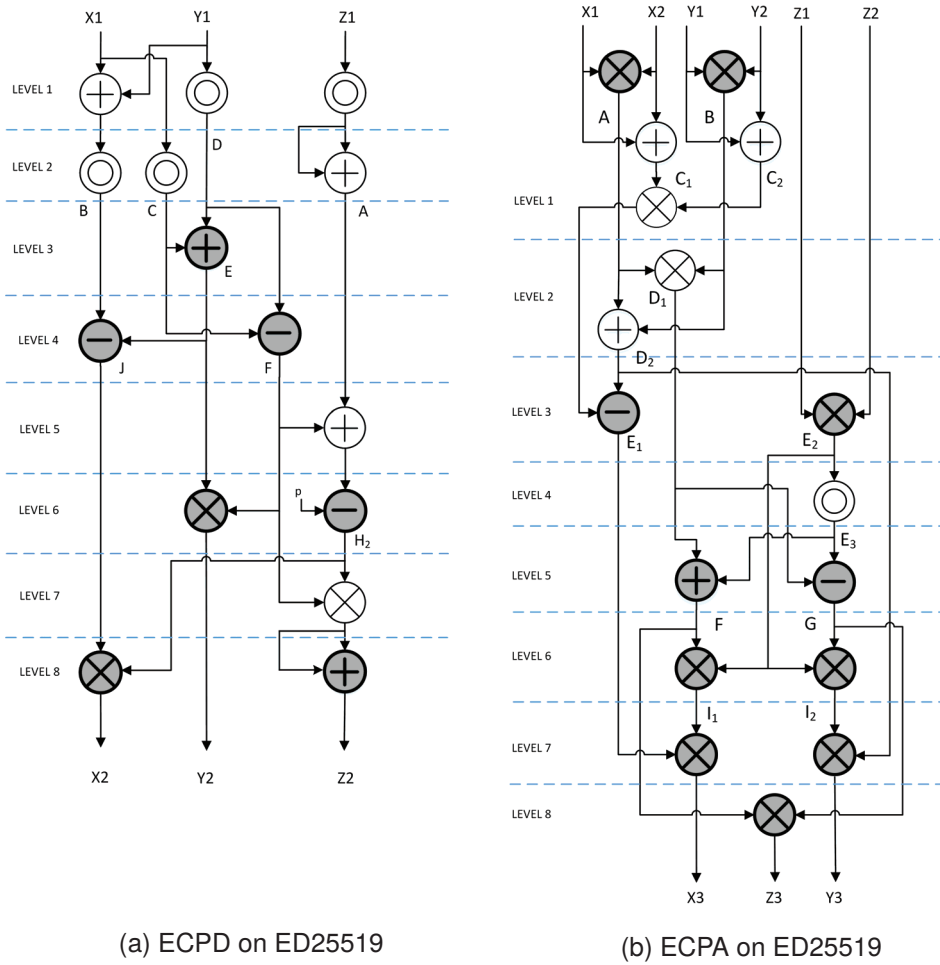 X1 Y1 Z1
LEVEL 1
D
LEVEL 2
B C A
LEVEL 3
E
LEVEL 4
J F
LEVEL 5
p
LEVEL 6
H2
LEVEL 7
LEVEL 8
X2 Y2 Z2
(a) ECPD on ED25519
X1 X2 Y1 Y2 Z1 Z2
A B
C1 C2
LEVEL 1
D1
LEVEL 2
D2
LEVEL 3
E1 E2
LEVEL 4
E3
LEVEL 5
F G
LEVEL 6
I1 I2
LEVEL 7
LEVEL 8
X3 Z3 Y3
(b) ECPA on ED25519